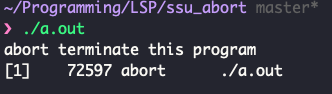 ~/Programming/LSP/ssu_abort master*
❯ ./a.out
abort terminate this program
[1]    72597 abort      ./a.out